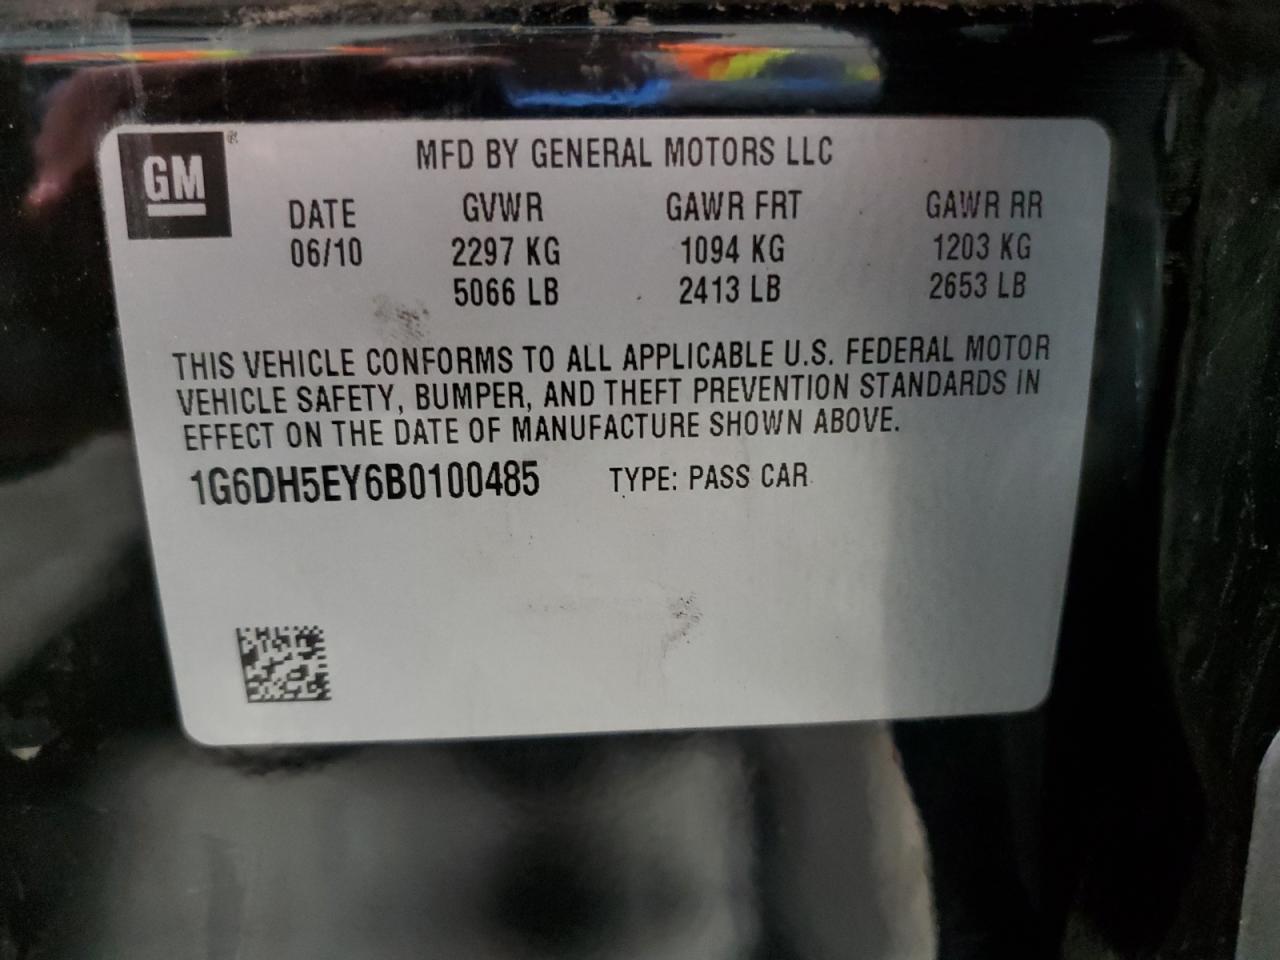 GM ®
MFD BY GENERAL MOTORS LLC
DATE GVWR GAWR FRT GAWR RR
06/10 2297 KG 1094 KG 1203 KG
5066 LB 2413 LB 2653 LB
THIS VEHICLE CONFORMS TO ALL APPLICABLE U.S. FEDERAL MOTOR
VEHICLE SAFETY, BUMPER, AND THEFT PREVENTION STANDARDS IN
EFFECT ON THE DATE OF MANUFACTURE SHOWN ABOVE.
1G6DH5EY6B0100485 TYPE: PASS CAR